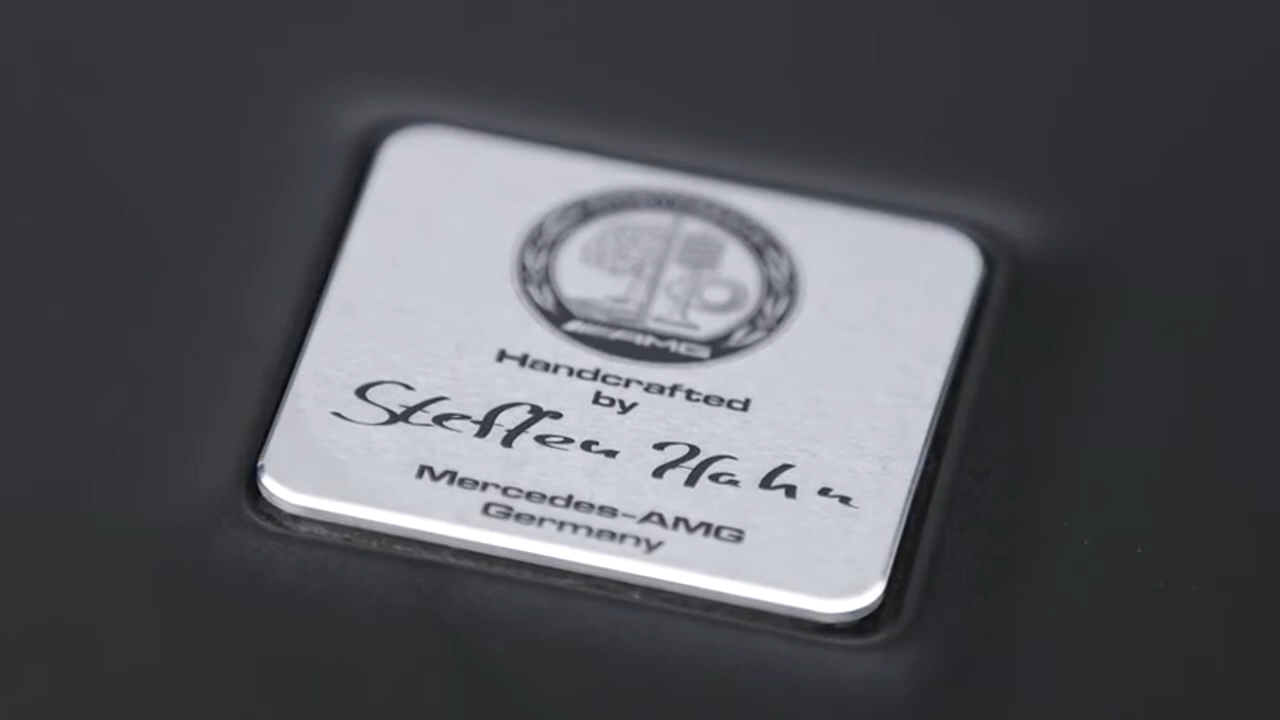 AMG
Handcrafted
by
Steffen Hahn
Mercedes-AMG
Germany